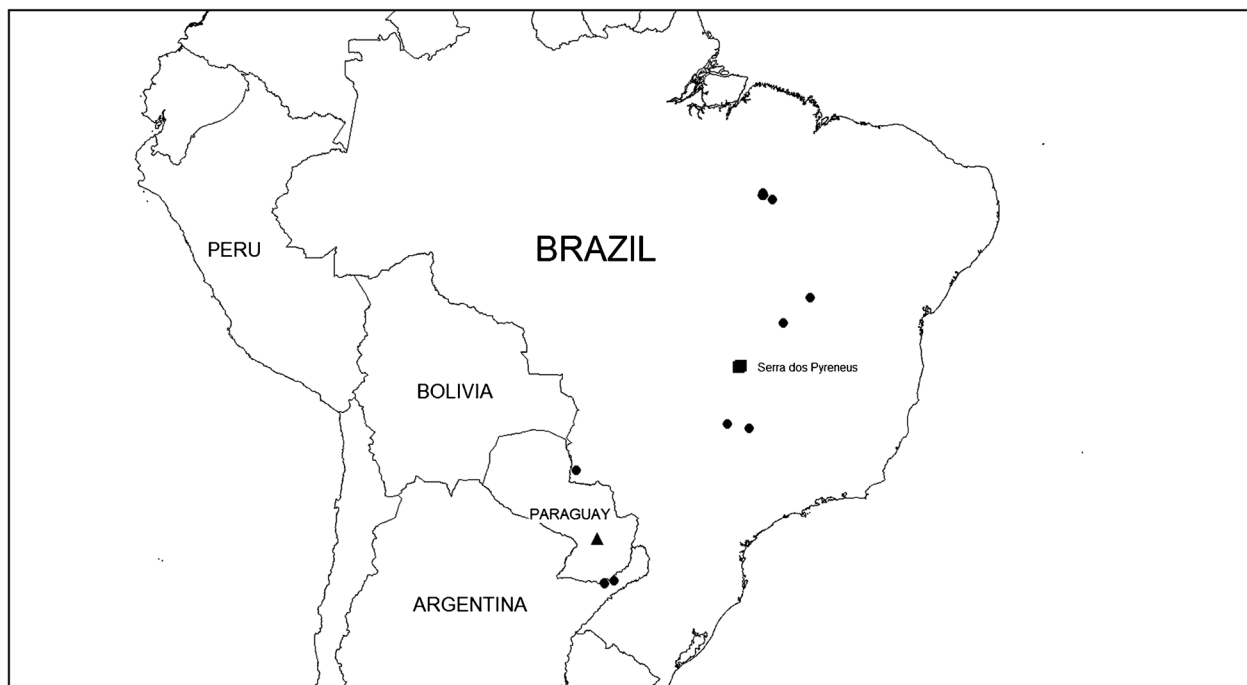 PERU
BRAZIL
Serra dos Pyreneus
BOLIVIA
PARAGUAY
ARGENTINA